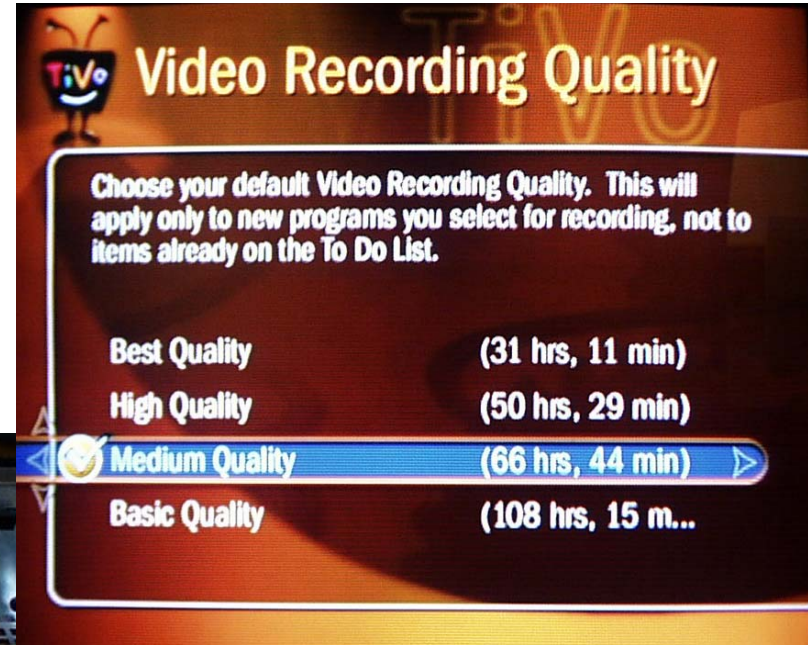 TiVo
TiVo
Video Recording Quality
Choose your default Video Recording Quality. This will
apply only to new programs you select for recording, not to
items already on the To Do List.
Best Quality (31 hrs, 11 min)
High Quality (50 hrs, 29 min)
Medium Quality (66 hrs, 44 min)
Basic Quality (108 hrs, 15 m...